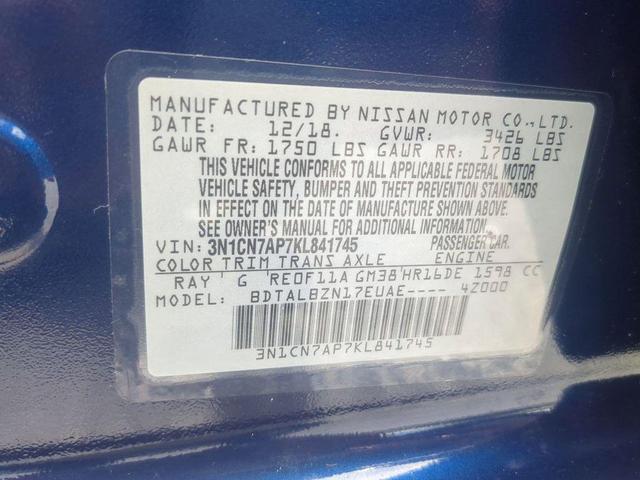 MANUFACTURED BY NISSAN MOTOR CO.,LTD.
DATE: 12/18. GVWR: 3426 LBS
GAWR FR: 1750 LBS GAWR RR: 1708 LBS
THIS VEHICLE CONFORMS TO ALL APPLICABLE FEDERAL MOTOR
VEHICLE SAFETY, BUMPER AND THEFT PREVENTION STANDARDS
IN EFFECT ON THE DATE OF MANUFACTURE SHOWN ABOVE.
SEE OWNER'S MANUAL FOR ADDITIONAL INFORMATION
VIN: 3N1CN7AP7KL841745 PASSENGER CAR.
COLOR TRIM TRANS AXLE ENGINE
RAY G RE0F11A GM38 HR16DE 1598 CC
MODEL: BDTALBZN17EUAE---- 4Z000
3N1CN7AP7KL841745